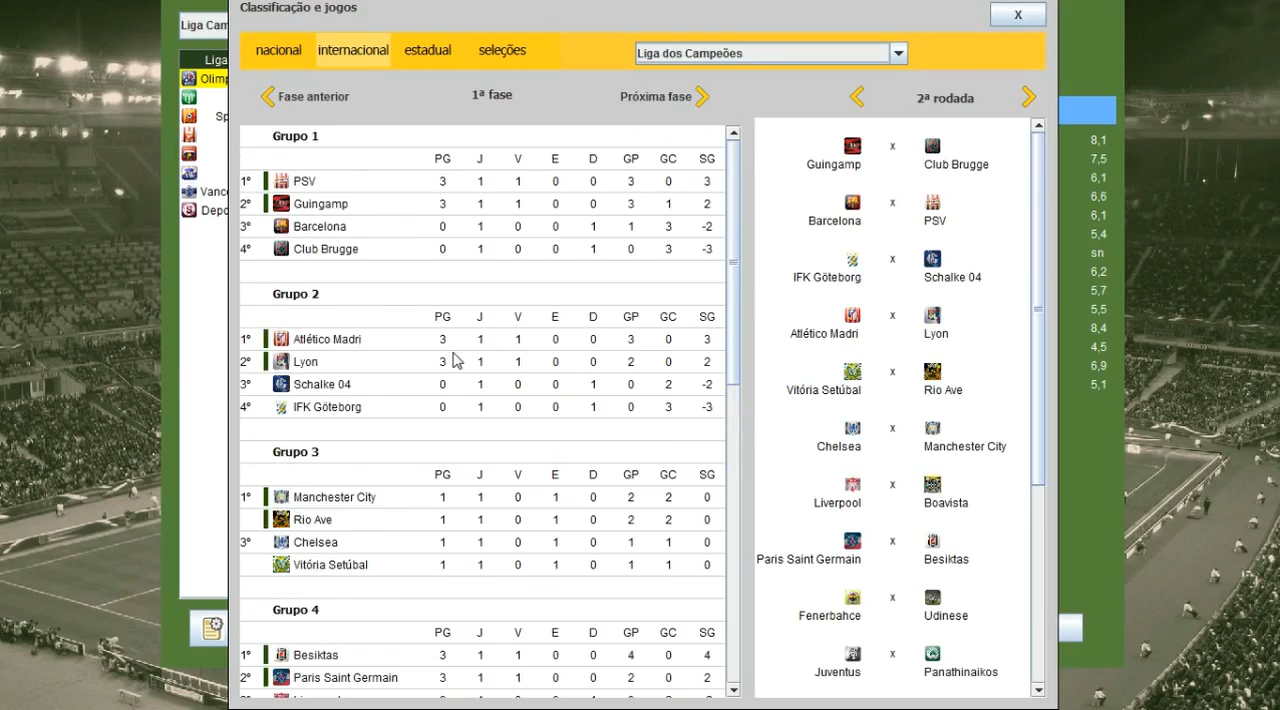 Classificação e jogos
X
Liga Cam
nacional internacional estadual seleções Liga dos Campeões
Fase anterior 1ª fase Próxima fase 2ª rodada
Liga
Olimp
Sp
Vance
Depo
Grupo 1
PG J V E D GP GC SG
1º PSV 3 1 1 0 0 3 0 3
2º Guingamp 3 1 1 0 0 3 1 2
3º Barcelona 0 1 0 0 1 1 3 -2
4º Club Brugge 0 1 0 0 1 0 3 -3
Grupo 2
PG J V E D GP GC SG
1º Atlético Madri 3 1 1 0 0 3 0 3
2º Lyon 3 1 1 0 0 2 0 2
3º Schalke 04 0 1 0 0 1 0 2 -2
4º IFK Göteborg 0 1 0 0 1 0 3 -3
Grupo 3
PG J V E D GP GC SG
1º Manchester City 1 1 0 1 0 2 2 0
Rio Ave 1 1 0 1 0 2 2 0
3º Chelsea 1 1 0 1 0 1 1 0
Vitória Setúbal 1 1 0 1 0 1 1 0
Grupo 4
PG J V E D GP GC SG
1º Besiktas 3 1 1 0 0 4 0 4
2º Paris Saint Germain 3 1 1 0 0 2 0 2
Guingamp x Club Brugge
Barcelona x PSV
IFK Göteborg x Schalke 04
Atlético Madri x Lyon
Vitória Setúbal x Rio Ave
Chelsea x Manchester City
Liverpool x Boavista
Paris Saint Germain x Besiktas
Fenerbahce x Udinese
Juventus x Panathinaikos
8,1
7,5
6,1
6,6
6,1
5,4
sn
6,2
5,7
5,5
8,4
4,5
6,9
5,1